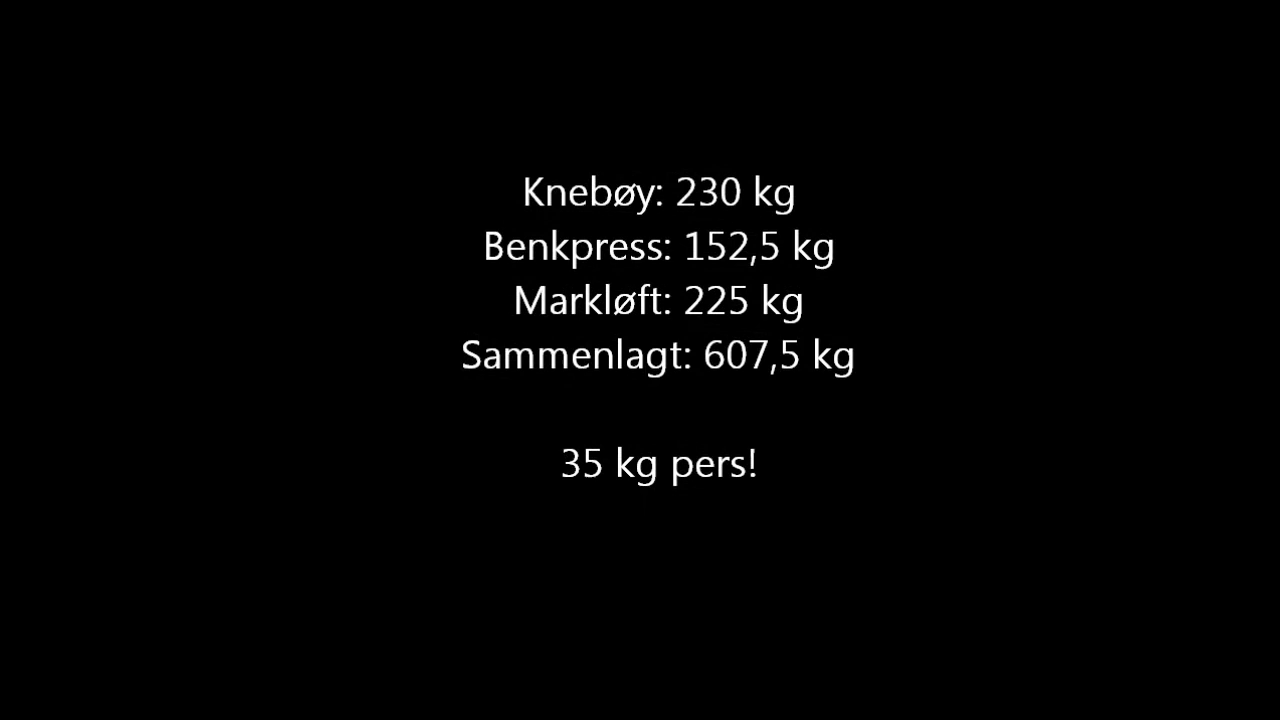 Knebøy: 230 kg
Benkpress: 152,5 kg
Markløft: 225 kg
Sammenlagt: 607,5 kg
35 kg pers!